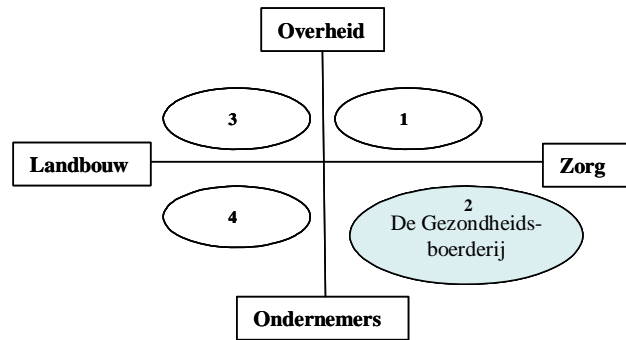 Overheid
3
1
Landbouw
Zorg
4
2
De Gezondheids-
boerderij
Ondernemers